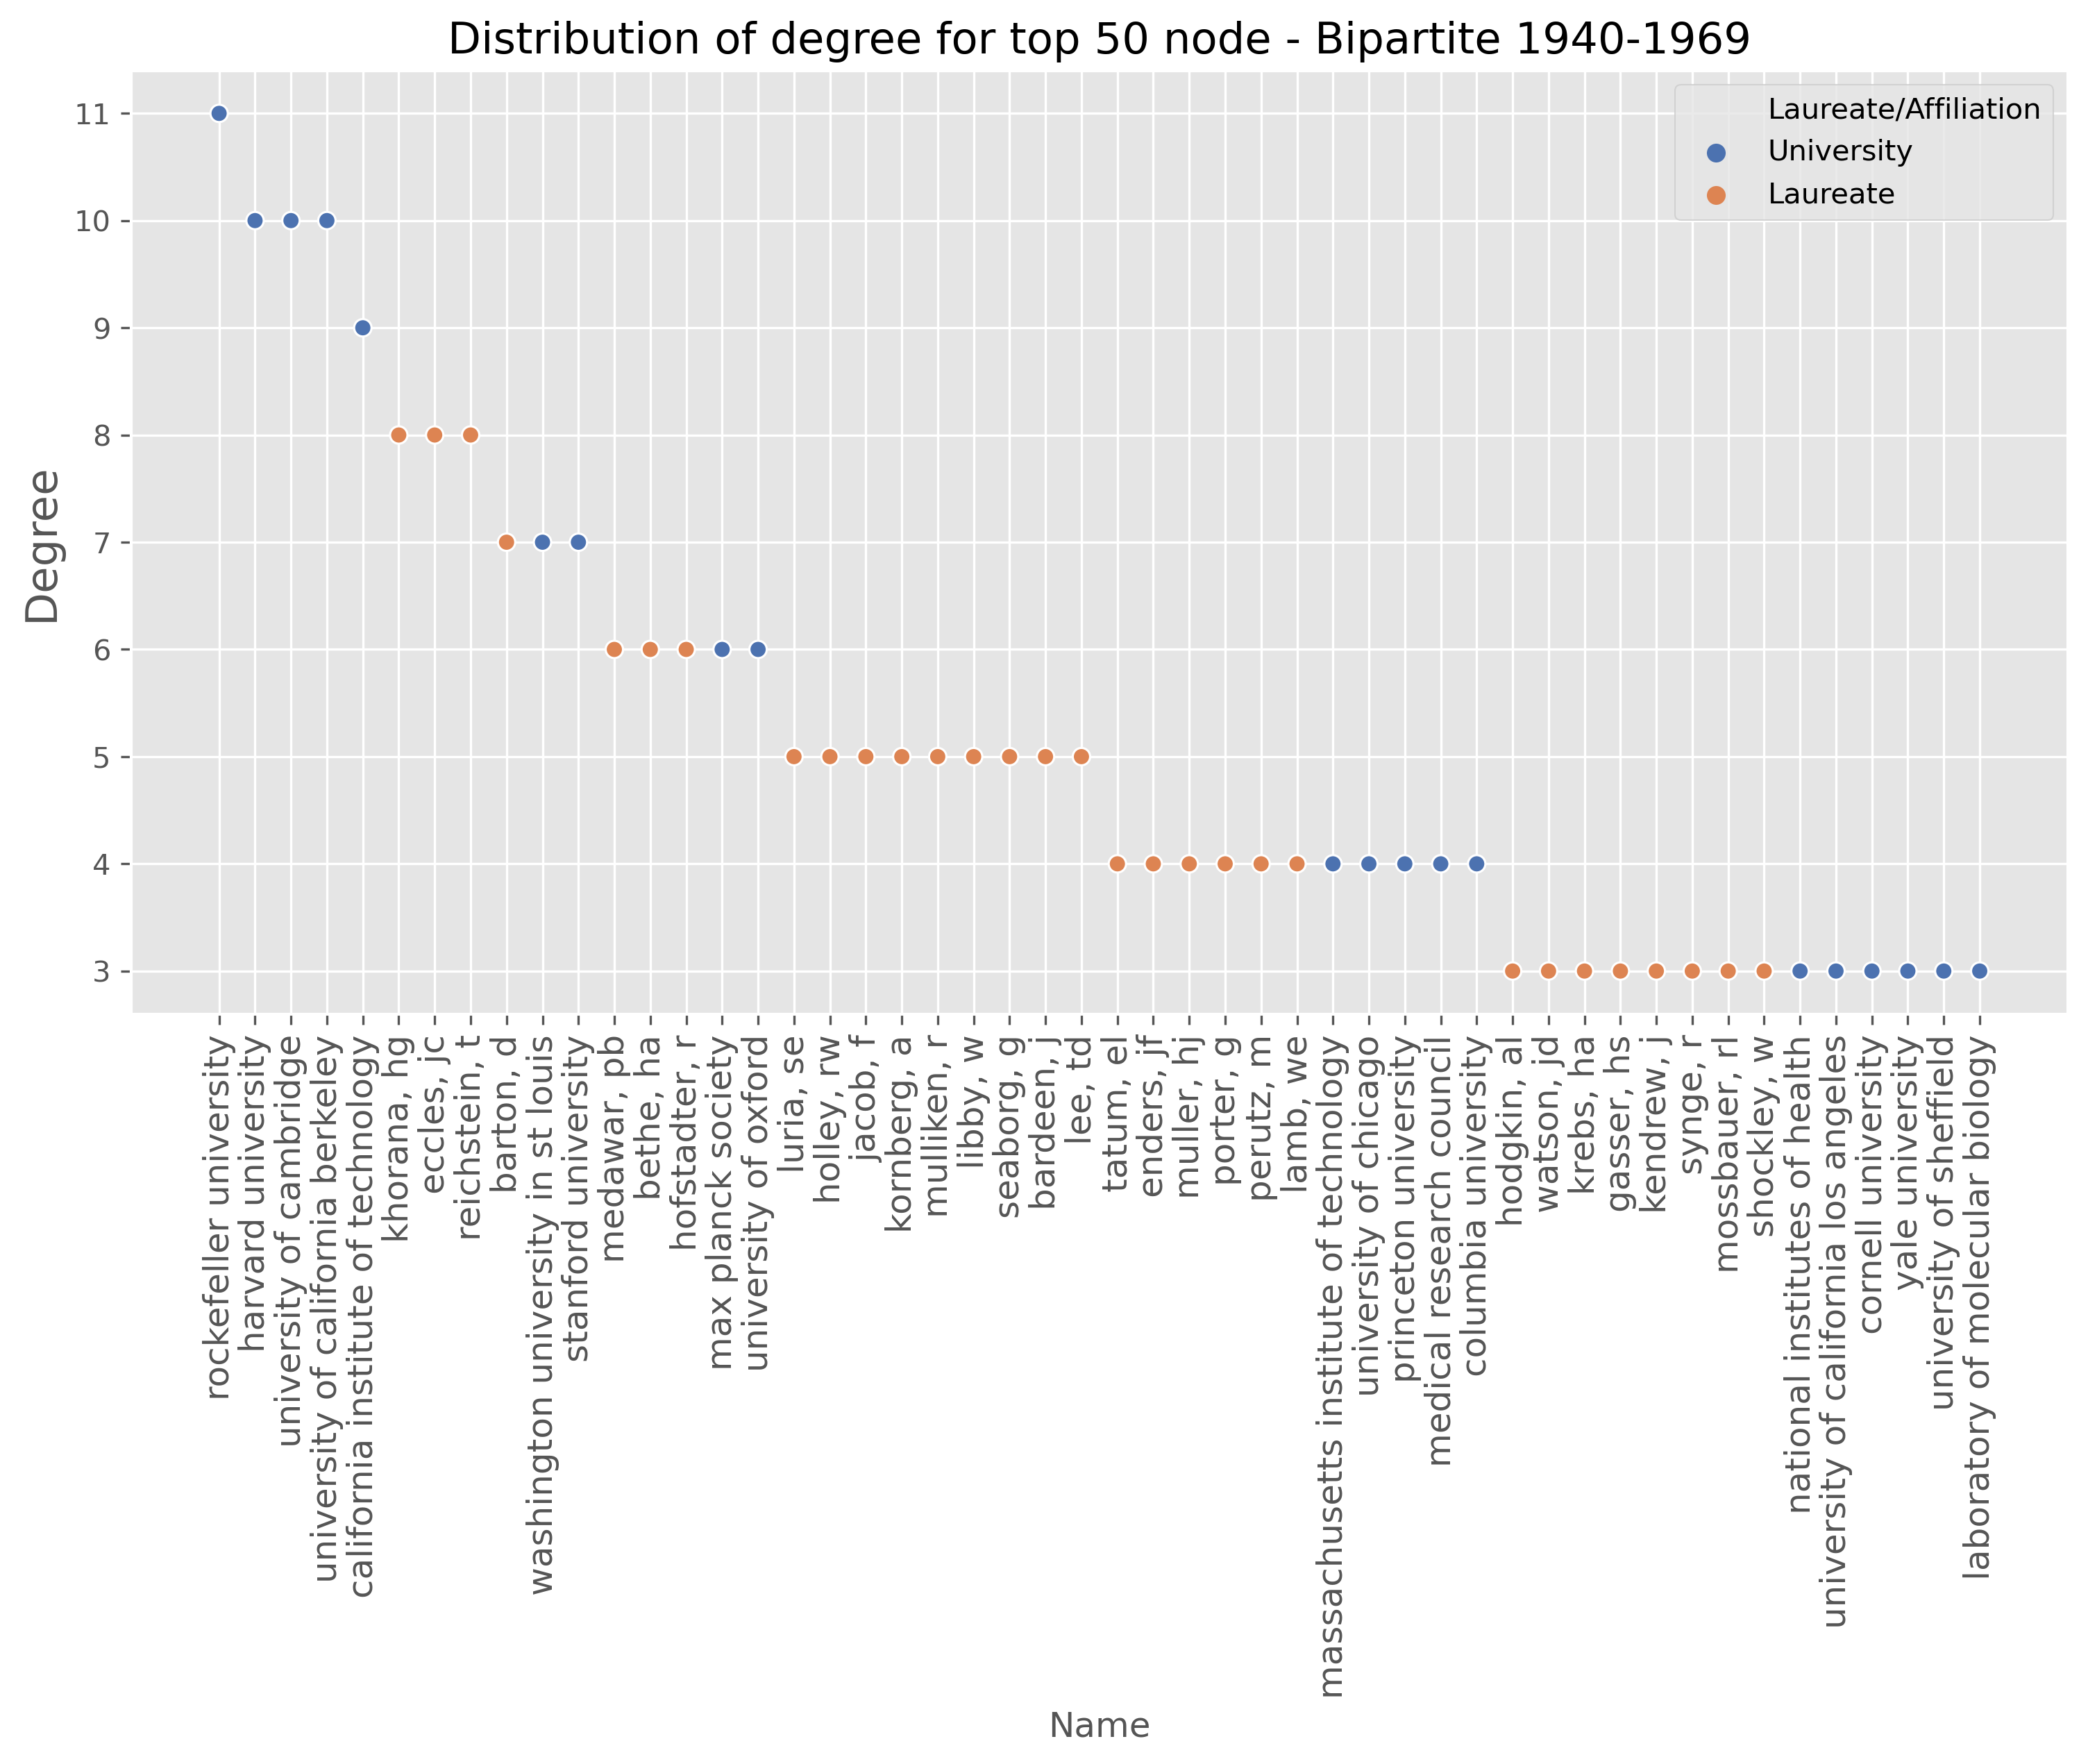 Distribution of degree for top 50 node - Bipartite 1940-1969
Laureate/Affiliation
University
Laureate
Degree
11
10
9
8
7
6
5
4
3
rockefeller university
harvard university
university of cambridge
university of california berkeley
california institute of technology
khorana, hg
eccles, jc
reichstein, t
barton, d
washington university in st louis
stanford university
medawar, pb
bethe, ha
hofstadter, r
max planck society
university of oxford
luria, se
holley, rw
jacob, f
kornberg, a
mulliken, r
libby, w
seaborg, g
bardeen, j
lee, td
tatum, el
enders, jf
muller, hj
porter, g
perutz, m
lamb, we
massachusetts institute of technology
university of chicago
princeton university
medical research council
columbia university
hodgkin, al
watson, jd
krebs, ha
gasser, hs
kendrew, j
synge, r
mossbauer, rl
shockley, w
national institutes of health
university of california los angeles
cornell university
yale university
university of sheffield
laboratory of molecular biology
Name